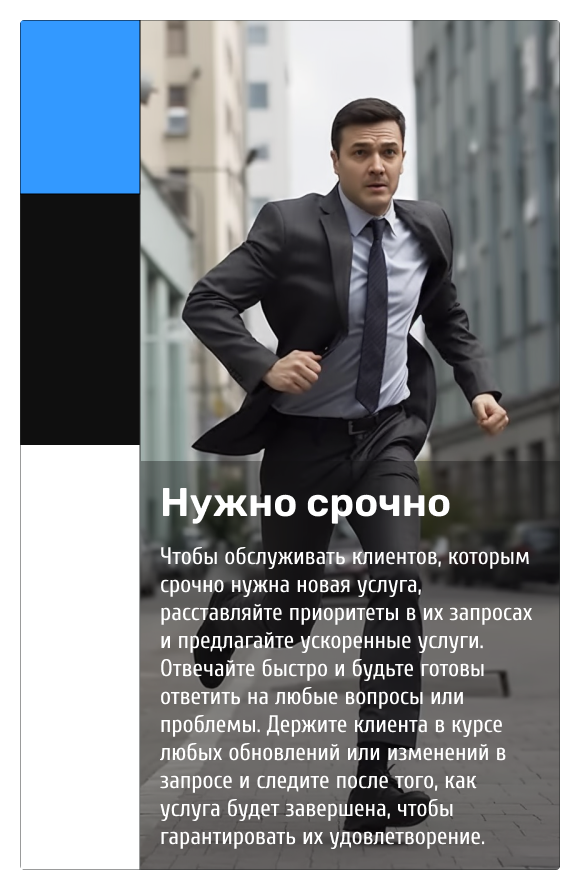 Нужно срочно
Чтобы обслуживать клиентов, которым
срочно нужна новая услуга,
расставляйте приоритеты в их запросах
и предлагайте ускоренные услуги.
Отвечайте быстро и будьте готовы
ответить на любые вопросы или
проблемы. Держите клиента в курсе
любых обновлений или изменений в
запросе и следите после того, как
услуга будет завершена, чтобы
гарантировать их удовлетворение.